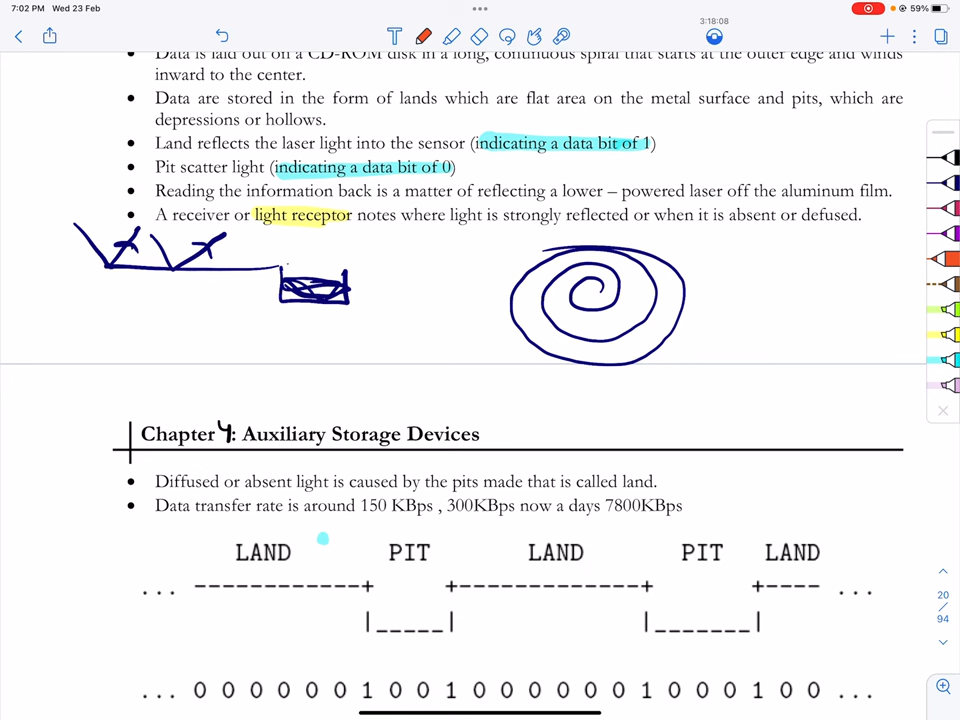 7:02 PM Wed 23 Feb
59%
3:18:08
Data is laid out on a CD-ROM disk in a long, continuous spiral that starts at the outer edge and winds
inward to the center.
• Data are stored in the form of lands which are flat area on the metal surface and pits, which are
depressions or hollows.
• Land reflects the laser light into the sensor (indicating a data bit of 1)
• Pit scatter light (indicating a data bit of 0)
• Reading the information back is a matter of reflecting a lower – powered laser off the aluminum film.
• A receiver or light receptor notes where light is strongly reflected or when it is absent or defused.
Chapter 4: Auxiliary Storage Devices
• Diffused or absent light is caused by the pits made that is called land.
• Data transfer rate is around 150 KBps , 300KBps now a days 7800KBps
LAND PIT LAND PIT LAND
... ------------+ +-------------+ +---- ...
|_____| |_______|
... 0 0 0 0 0 0 1 0 0 1 0 0 0 0 0 0 1 0 0 0 1 0 0 ...
20
/
94